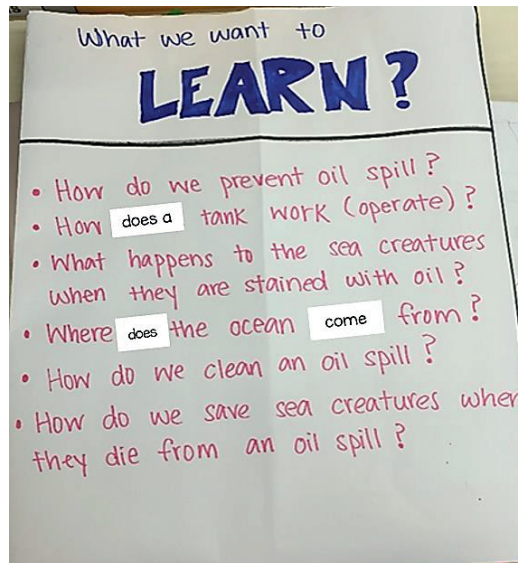 What we want to
LEARN?
• How do we prevent oil spill?
• How does a tank work (operate)?
• What happens to the sea creatures
when they are stained with oil?
• Where does the ocean come from?
• How do we clean an oil spill?
• How do we save sea creatures when
they die from an oil spill?